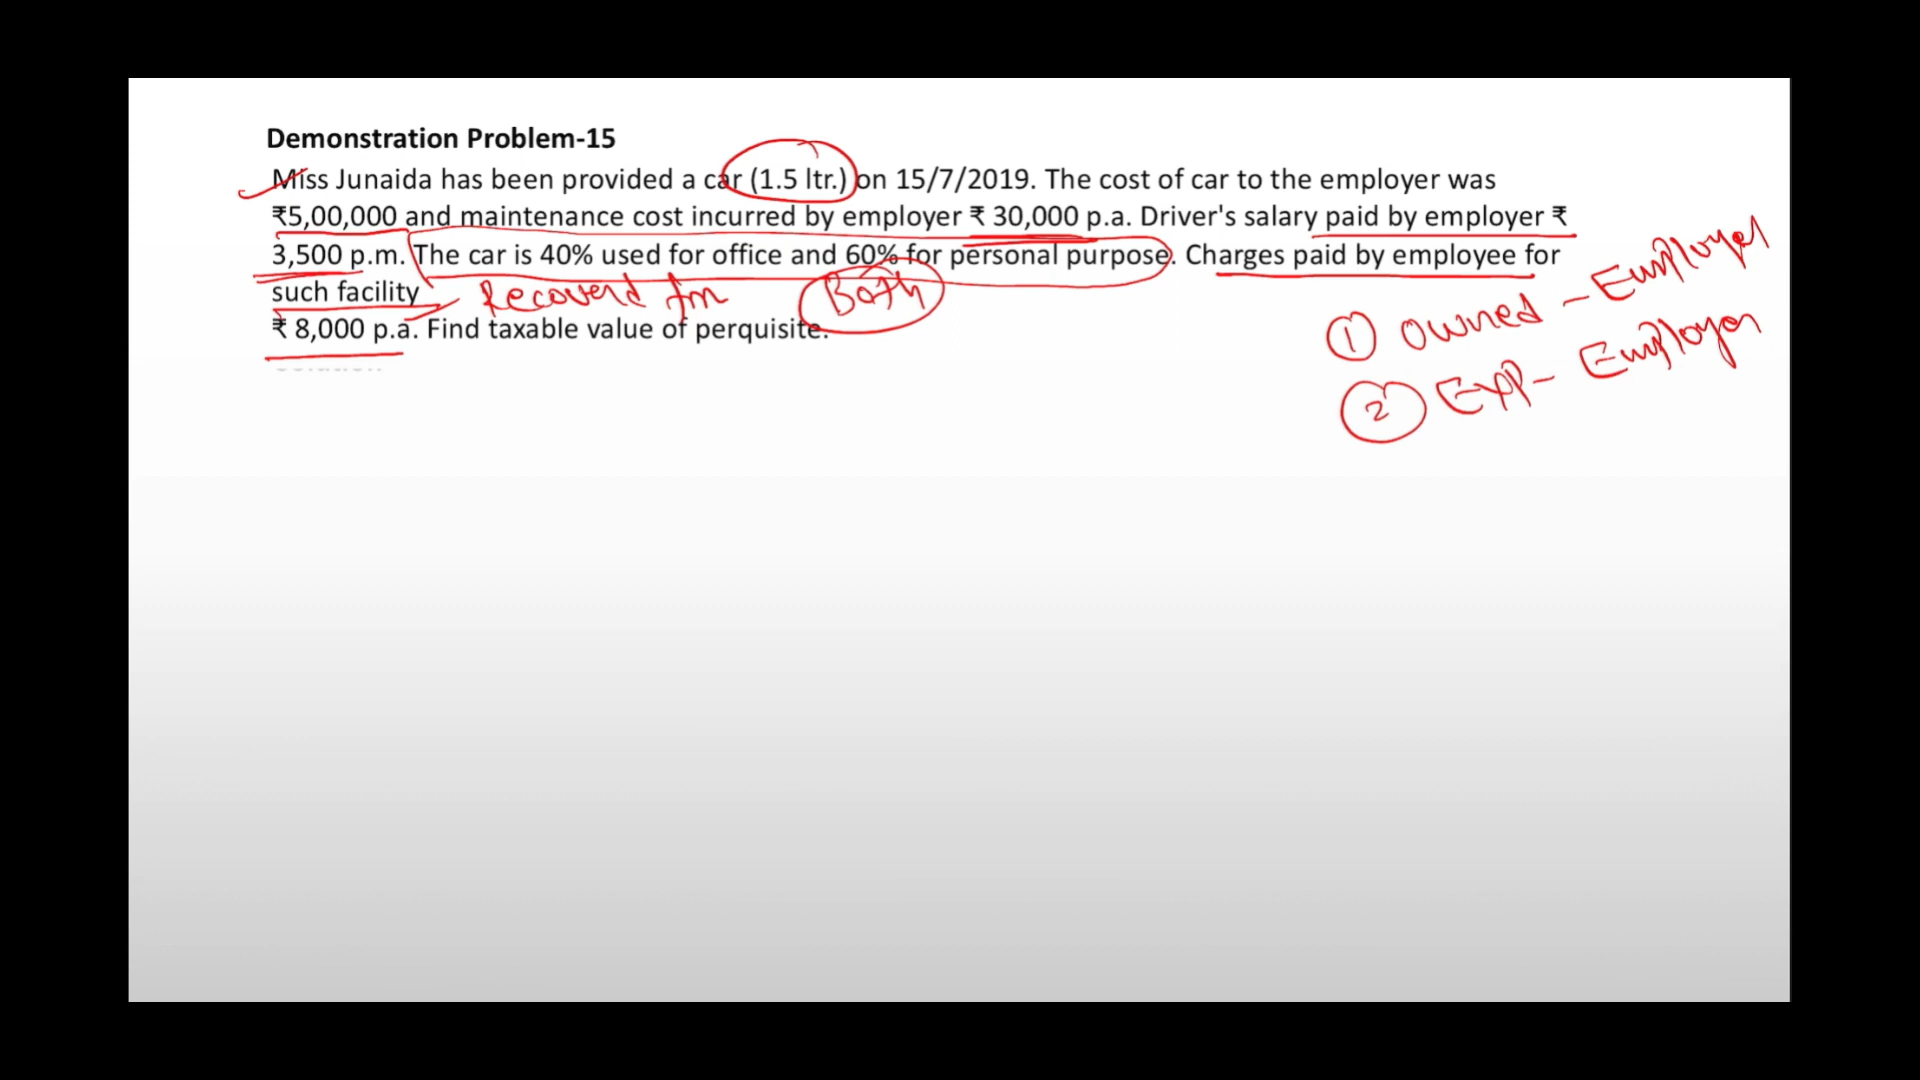 Demonstration Problem-15
Miss Junaida has been provided a car (1.5 ltr.) on 15/7/2019. The cost of car to the employer was
₹5,00,000 and maintenance cost incurred by employer ₹ 30,000 p.a. Driver's salary paid by employer ₹
3,500 p.m. The car is 40% used for office and 60% for personal purpose. Charges paid by employee for
such facility
Recovered fm
Both
₹ 8,000 p.a. Find taxable value of perquisite.
① Owned - Employer
② Exp - Employer